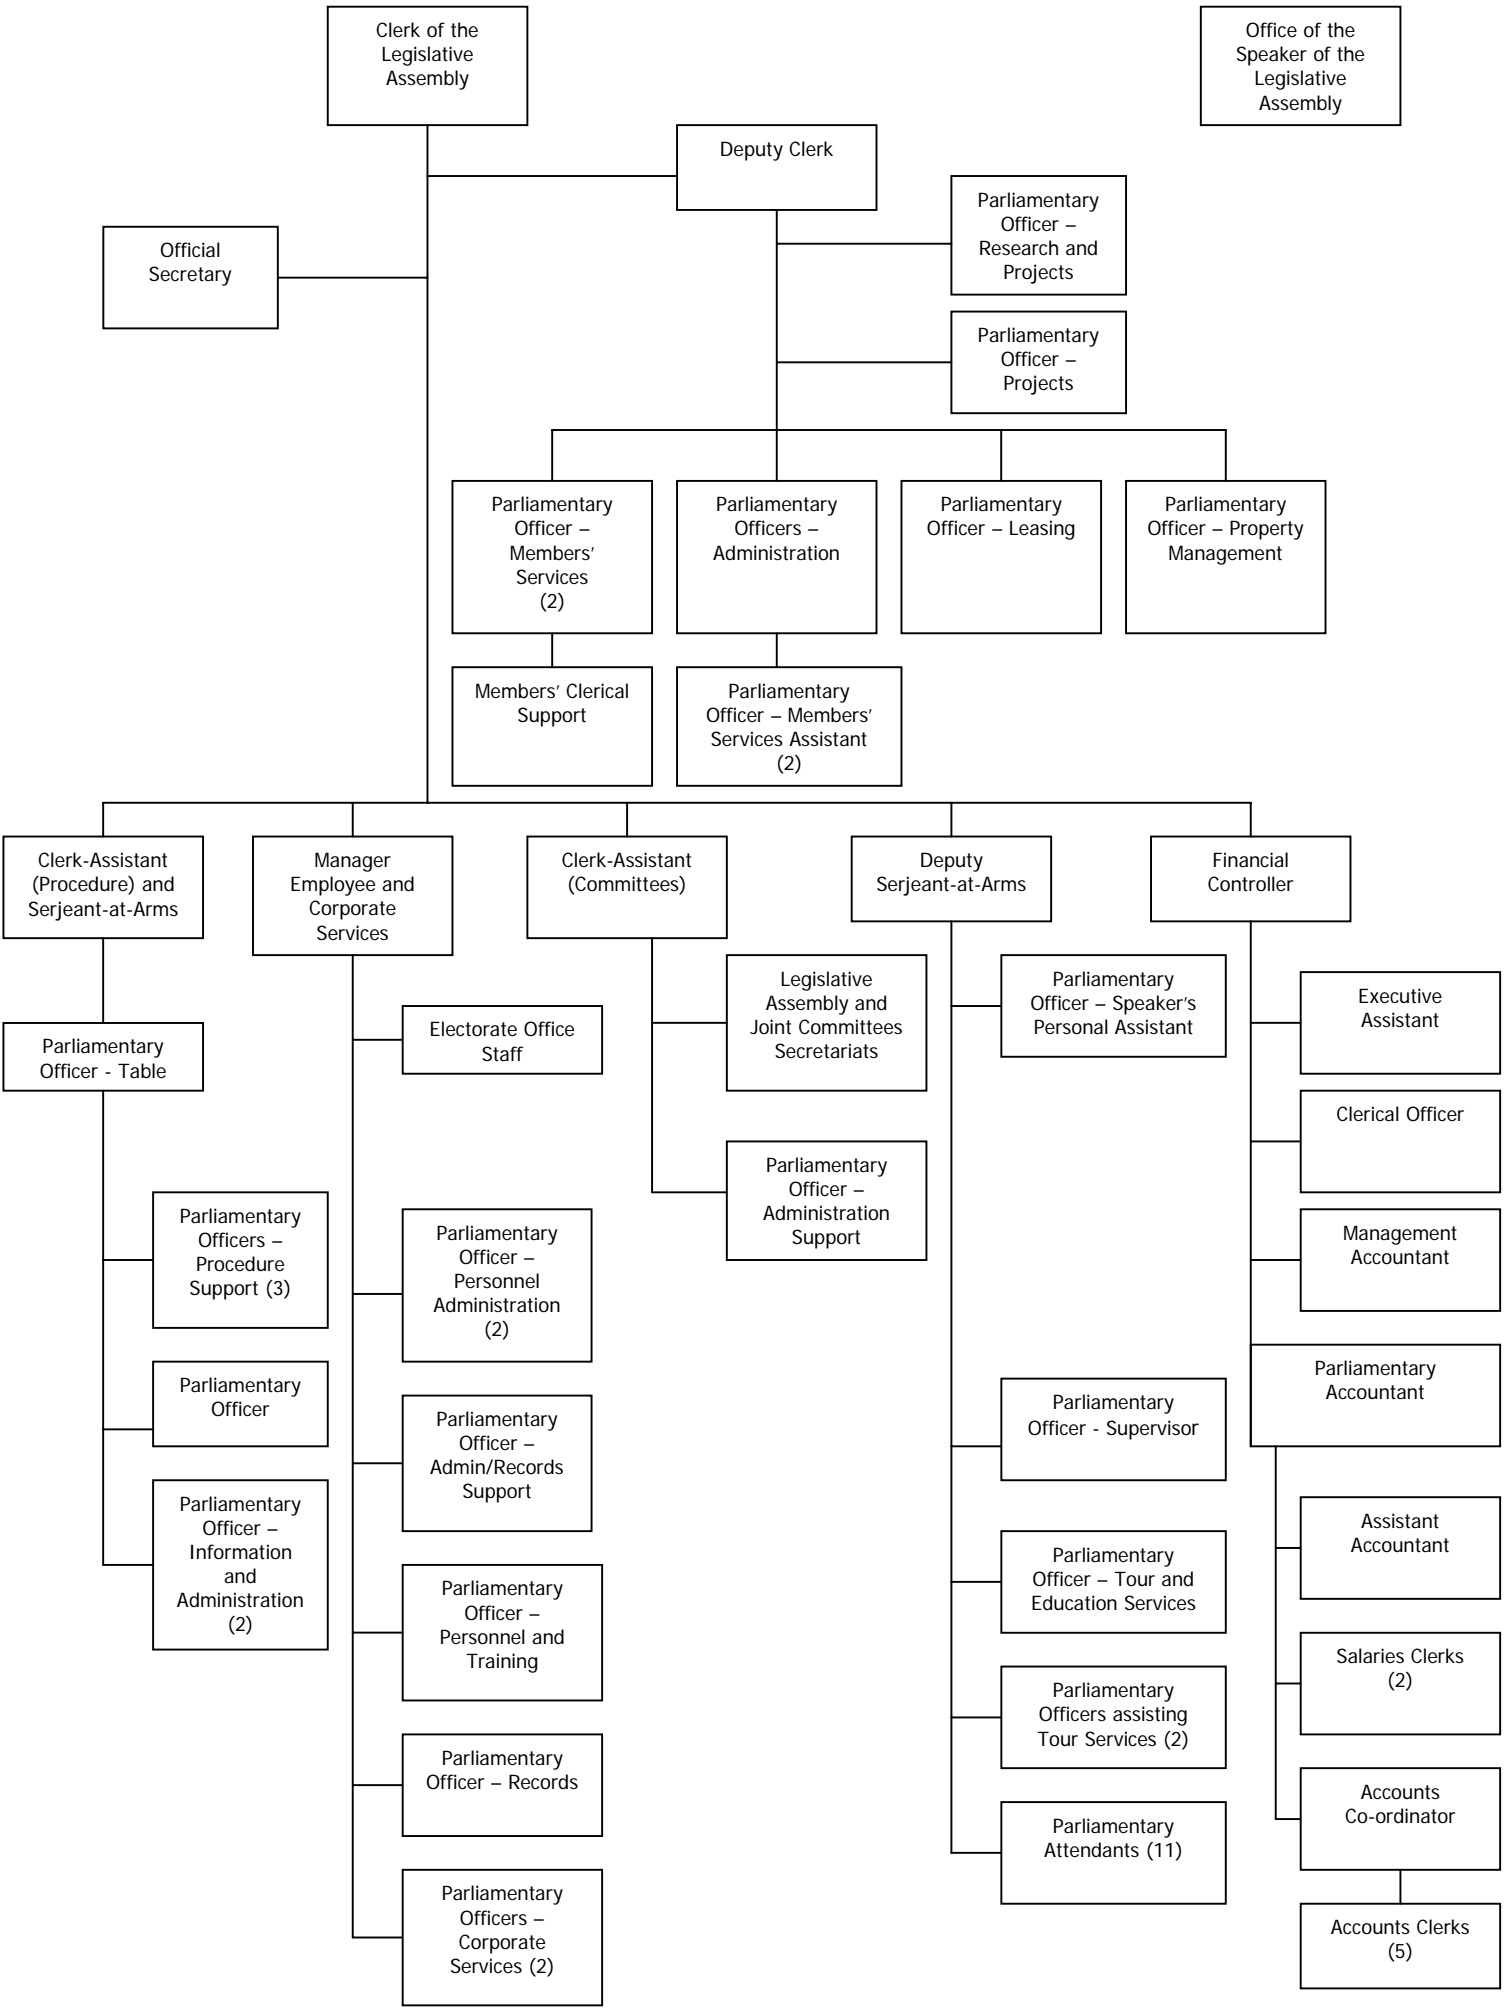 Clerk of the
Legislative
Assembly
Office of the
Speaker of the
Legislative
Assembly
Deputy Clerk
Parliamentary
Officer –
Research and
Projects
Official
Secretary
Parliamentary
Officer –
Projects
Parliamentary
Officer –
Members’
Services
(2)
Parliamentary
Officers –
Administration
Parliamentary
Officer – Leasing
Parliamentary
Officer – Property
Management
Members’ Clerical
Support
Parliamentary
Officer – Members’
Services Assistant
(2)
Clerk-Assistant
(Procedure) and
Serjeant-at-Arms
Manager
Employee and
Corporate
Services
Clerk-Assistant
(Committees)
Deputy
Serjeant-at-Arms
Financial
Controller
Parliamentary
Officer - Table
Parliamentary
Officers –
Procedure
Support (3)
Parliamentary
Officer
Parliamentary
Officer –
Information
and
Administration
(2)
Electorate Office
Staff
Parliamentary
Officer –
Personnel
Administration
(2)
Parliamentary
Officer –
Admin/Records
Support
Parliamentary
Officer –
Personnel and
Training
Parliamentary
Officer – Records
Parliamentary
Officers –
Corporate
Services (2)
Legislative
Assembly and
Joint Committees
Secretariats
Parliamentary
Officer –
Administration
Support
Parliamentary
Officer – Speaker’s
Personal Assistant
Parliamentary
Officer - Supervisor
Parliamentary
Officer – Tour and
Education Services
Parliamentary
Officers assisting
Tour Services (2)
Parliamentary
Attendants (11)
Executive
Assistant
Clerical Officer
Management
Accountant
Parliamentary
Accountant
Assistant
Accountant
Salaries Clerks
(2)
Accounts
Co-ordinator
Accounts Clerks
(5)